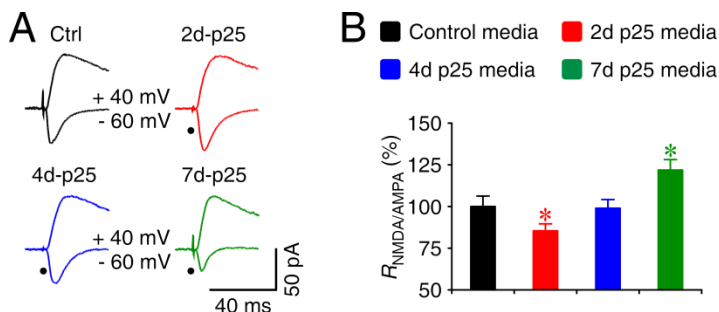 A
Ctrl
2d-p25
+ 40 mV
- 60 mV
4d-p25
7d-p25
+ 40 mV
- 60 mV
50 pA
40 ms
B
Control media
2d p25 media
4d p25 media
7d p25 media
R NMDA/AMPA (%)
150
125
100
75
50
*
*